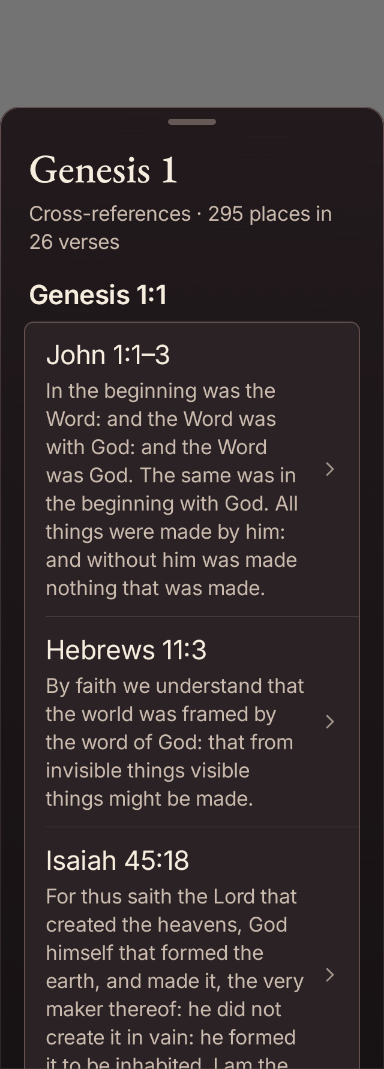 Genesis 1
Cross-references · 295 places in
26 verses
Genesis 1:1
John 1:1–3
In the beginning was the
Word: and the Word was
with God: and the Word
was God. The same was in
the beginning with God. All
things were made by him:
and without him was made
nothing that was made.
Hebrews 11:3
By faith we understand that
the world was framed by
the word of God: that from
invisible things visible
things might be made.
Isaiah 45:18
For thus saith the Lord that
created the heavens, God
himself that formed the
earth, and made it, the very
maker thereof: he did not
create it in vain: he formed
it to be inhabited. I am the